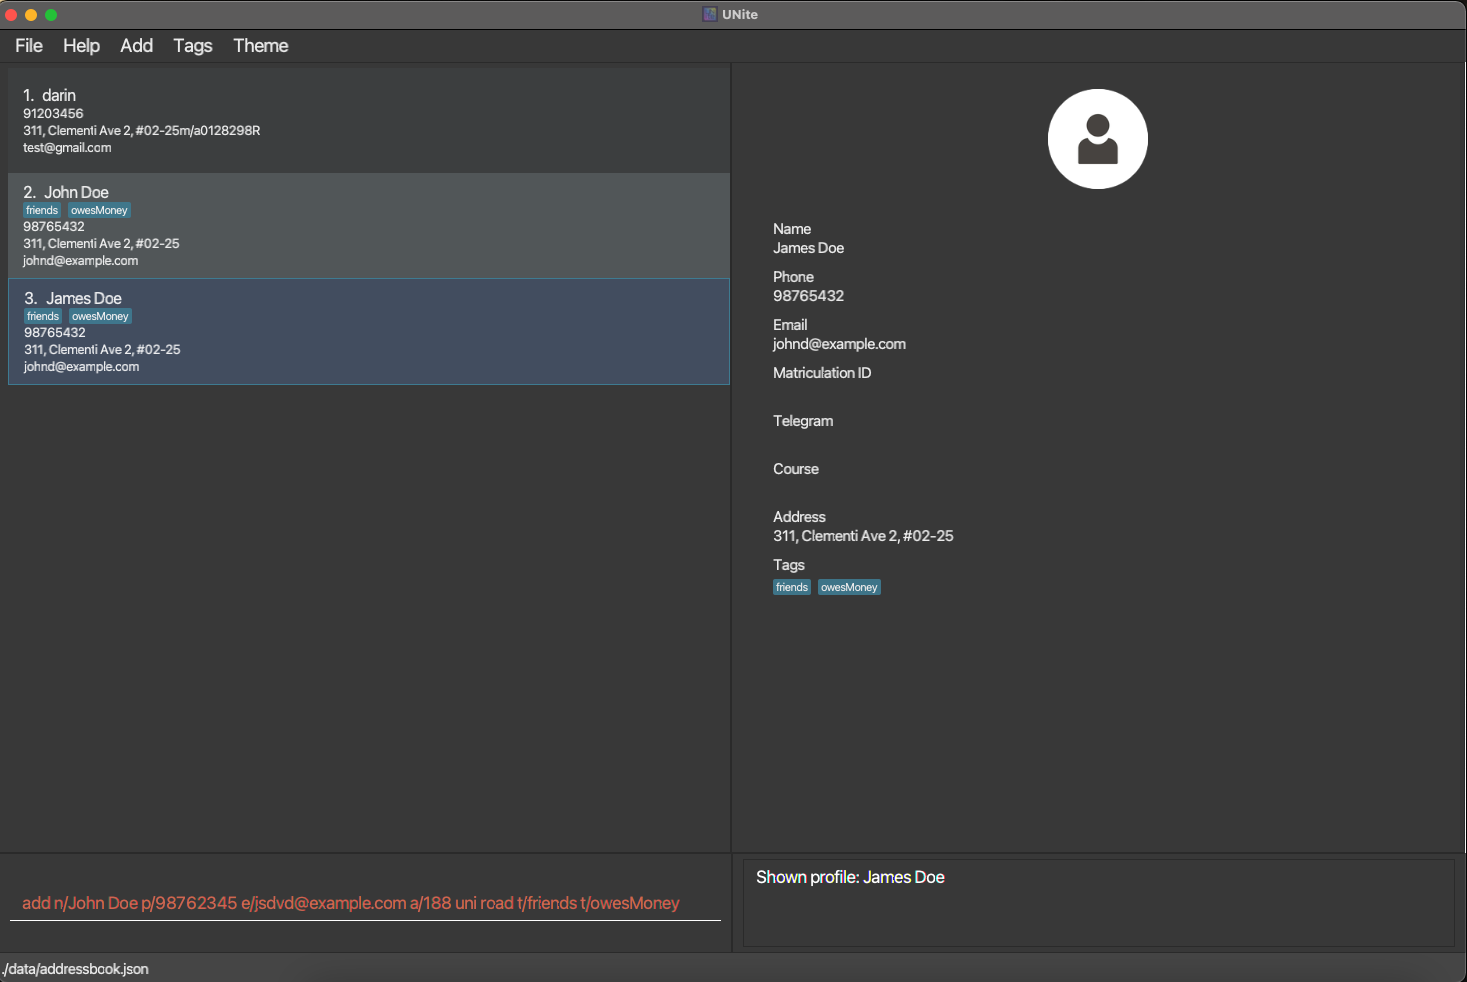 UNite
File Help Add Tags Theme
1. darin
91203456
311, Clementi Ave 2, #02-25m/a0128298R
test@gmail.com
2. John Doe
friends owesMoney
98765432
311, Clementi Ave 2, #02-25
johnd@example.com
3. James Doe
friends owesMoney
98765432
311, Clementi Ave 2, #02-25
johnd@example.com
Name
James Doe
Phone
98765432
Email
johnd@example.com
Matriculation ID
Telegram
Course
Address
311, Clementi Ave 2, #02-25
Tags
friends owesMoney
add n/John Doe p/98762345 e/jsdvd@example.com a/188 uni road t/friends t/owesMoney
Shown profile: James Doe
./data/addressbook.json